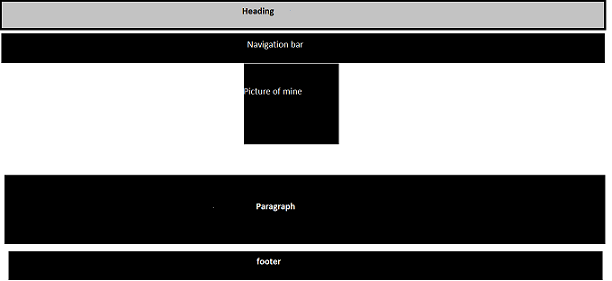 Heading
Navigation bar
Picture of mine
Paragraph
footer